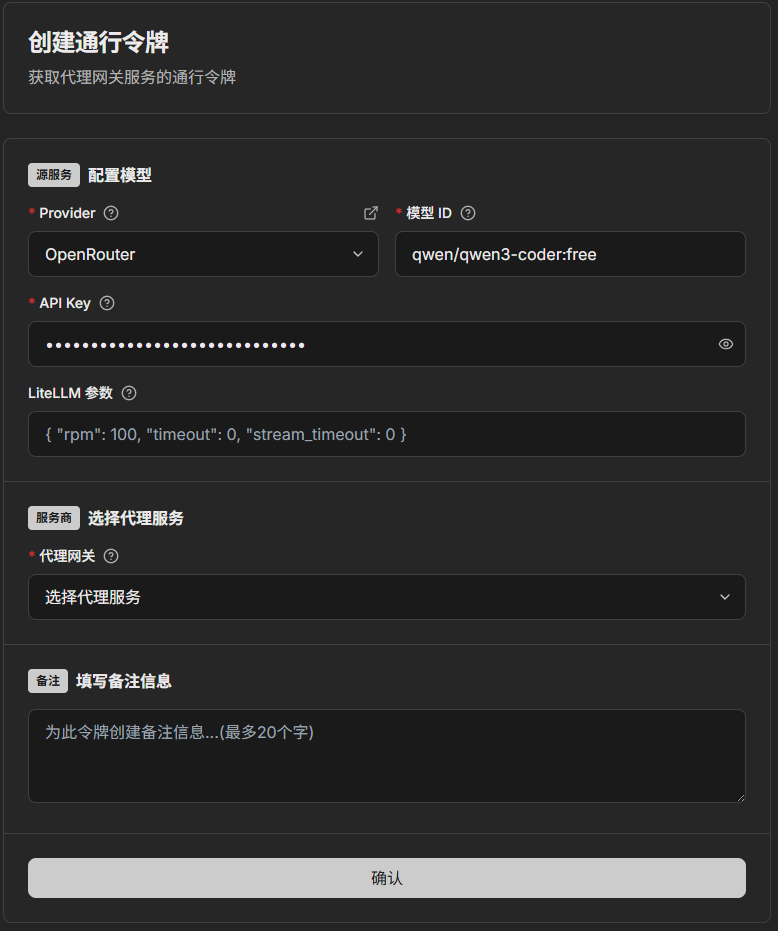 创建通行令牌
获取代理网关服务的通行令牌
源服务 配置模型
* Provider
* 模型 ID
OpenRouter
qwen/qwen3-coder:free
* API Key
•••••••••••••••••••••••••••••
LiteLLM 参数
{ "rpm": 100, "timeout": 0, "stream_timeout": 0 }
服务商 选择代理服务
* 代理网关
选择代理服务
备注 填写备注信息
为此令牌创建备注信息...(最多20个字)
确认